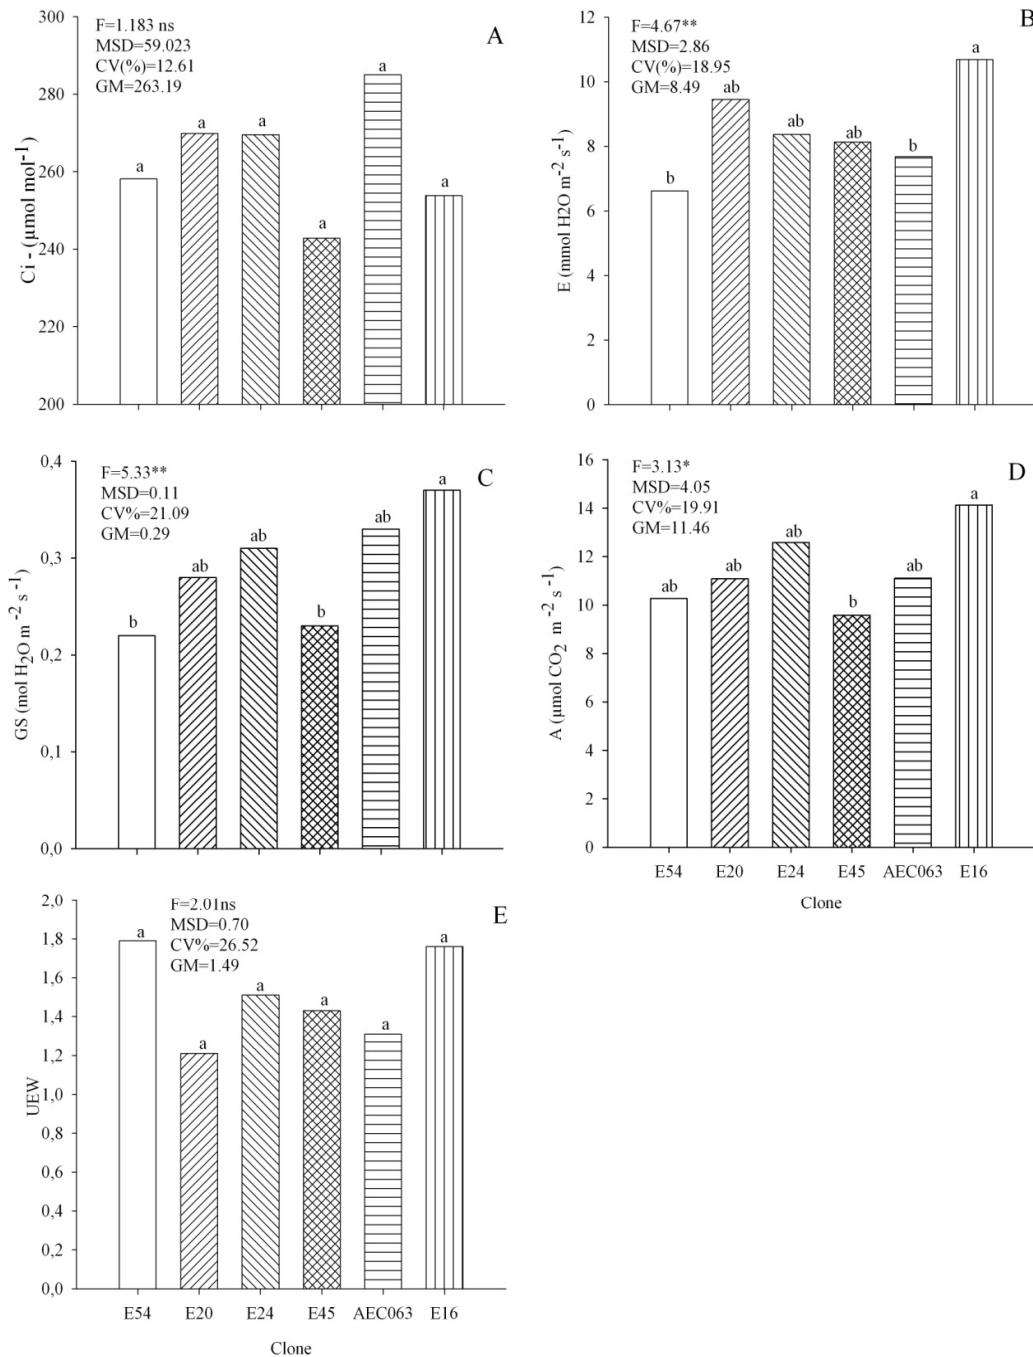 A
F=1.183 ns
MSD=59.023
CV(%)=12.61
GM=263.19
300
280
260
240
220
200
Ci - (µmol mol⁻¹)
a a a a a a
B
F=4.67**
MSD=2.86
CV(%)=18.95
GM=8.49
12
10
8
6
4
2
0
E (mmol H2O m⁻² s⁻¹)
b ab ab ab b a
C
F=5.33**
MSD=0.11
CV%=21.09
GM=0.29
0,4
0,3
0,2
0,1
0,0
GS (mol H₂O m⁻² s⁻¹)
b ab ab b ab a
D
F=3.13*
MSD=4.05
CV%=19.91
GM=11.46
16
14
12
10
8
6
4
2
0
A (µmol CO₂ m⁻² s⁻¹)
ab ab ab b ab a
E54 E20 E24 E45 AEC063 E16
Clone
E
F=2.01ns
MSD=0.70
CV%=26.52
GM=1.49
2,0
1,8
1,6
1,4
1,2
1,0
0,8
0,6
0,4
0,2
0,0
UEW
a a a a a a
E54 E20 E24 E45 AEC063 E16
Clone